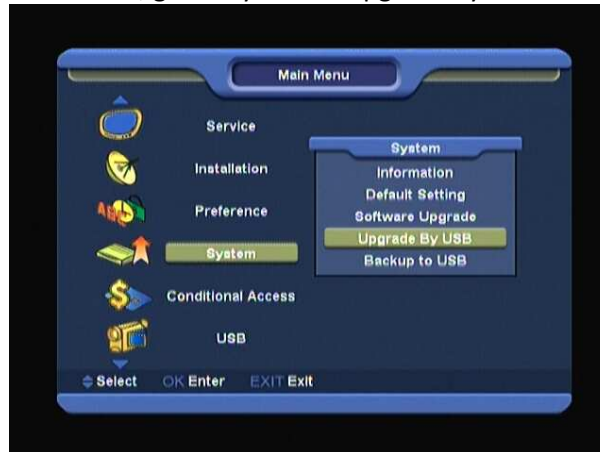 Main Menu
Service
Installation
Preference
System
Conditional Access
USB
System
Information
Default Setting
Software Upgrade
Upgrade By USB
Backup to USB
Select OK Enter EXIT Exit